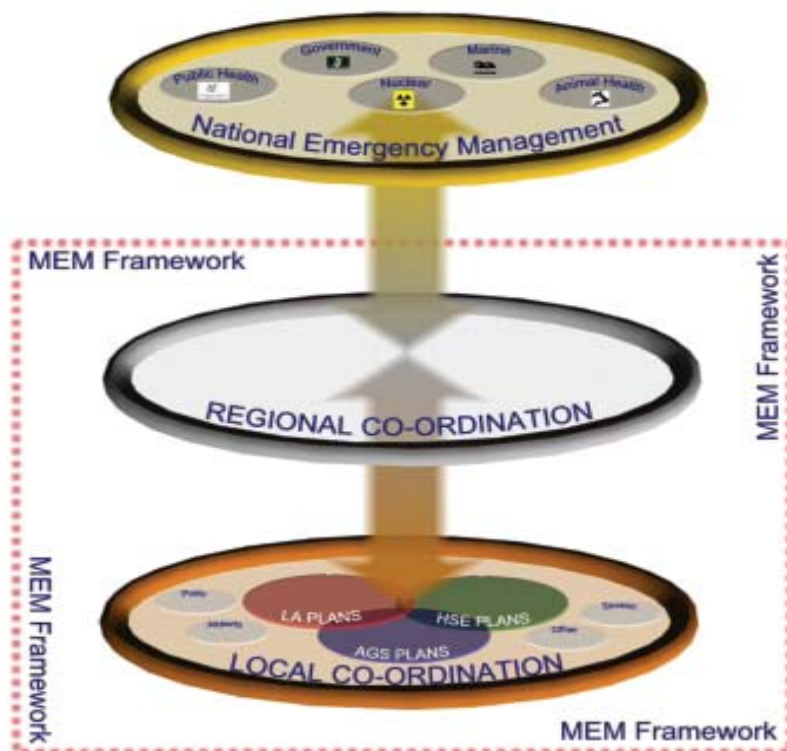 Government
Marine
Public Health
Nuclear
Animal Health
National Emergency Management
MEM Framework
MEM Framework
REGIONAL CO-ORDINATION
MEM Framework
LA PLANS
HSE PLANS
Other
AGS PLANS
LOCAL CO-ORDINATION
MEM Framework